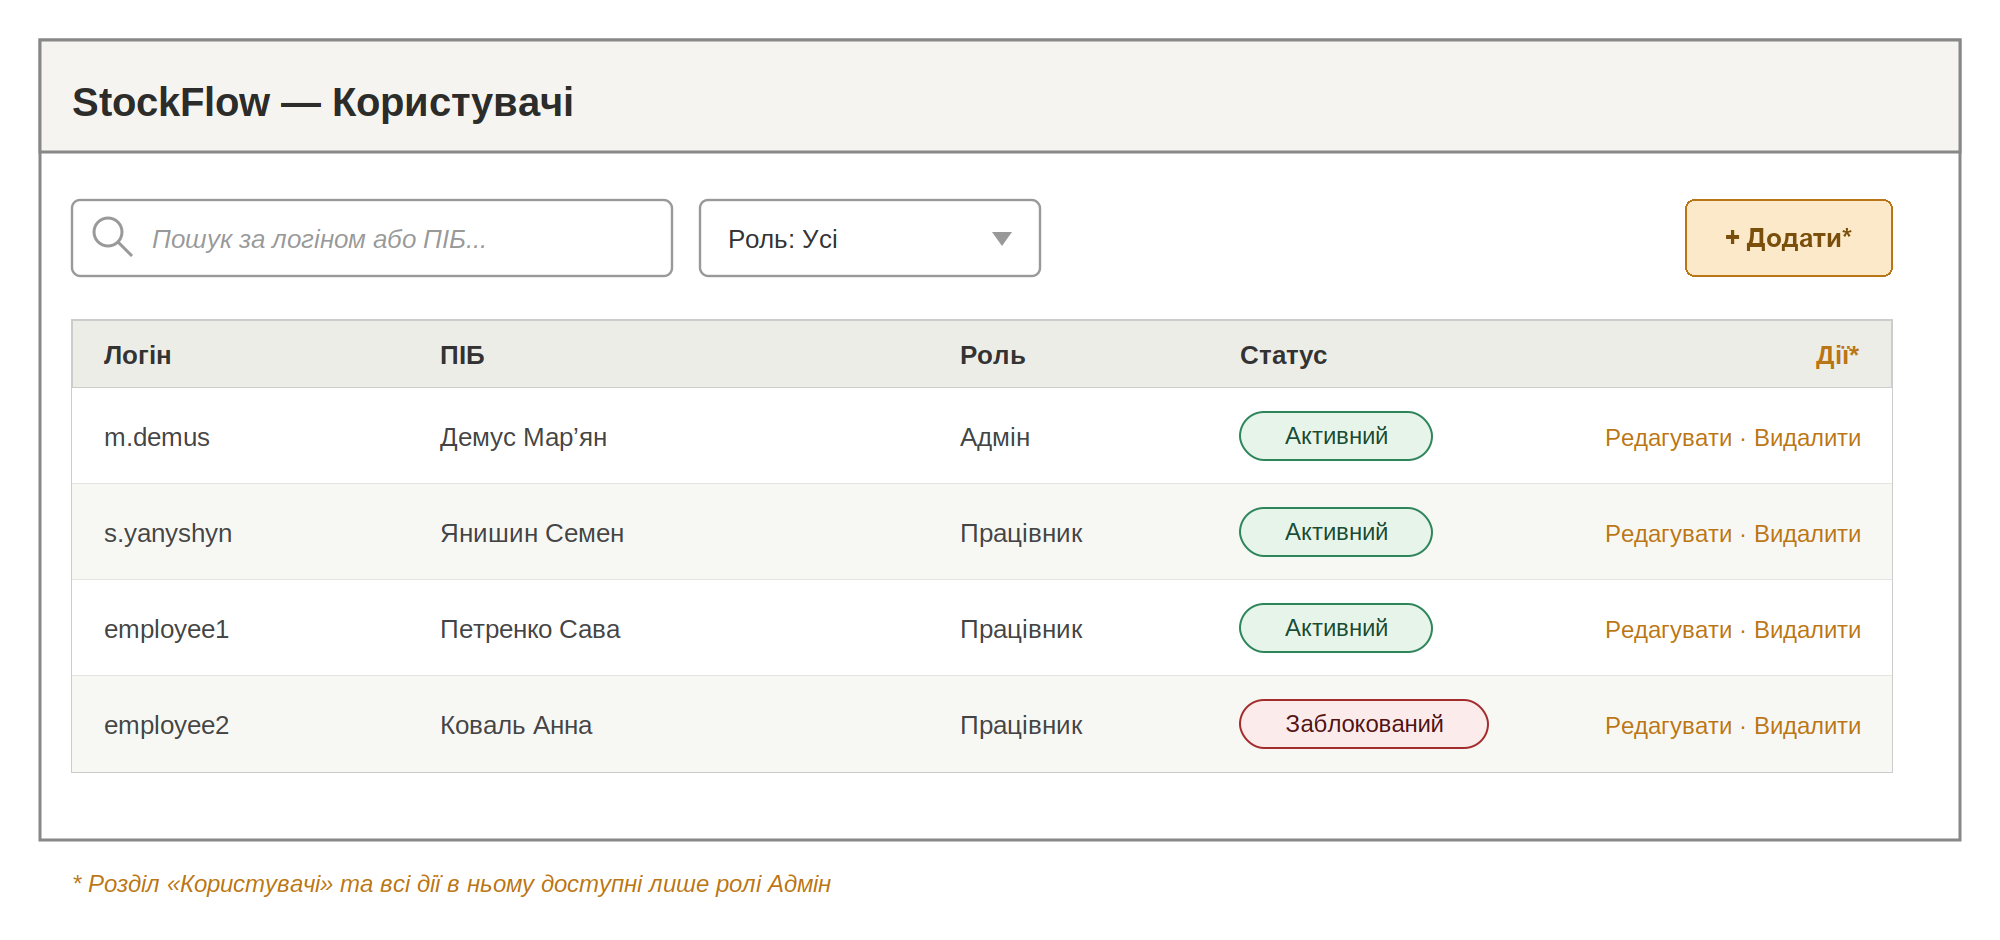 StockFlow — Користувачі
Пошук за логіном або ПІБ...
Роль: Усі
+ Додати*
Логін ПІБ Роль Статус Дії*
m.demus Демус Мар’ян Адмін Активний Редагувати · Видалити
s.yanyshyn Янишин Семен Працівник Активний Редагувати · Видалити
employee1 Петренко Сава Працівник Активний Редагувати · Видалити
employee2 Коваль Анна Працівник Заблокований Редагувати · Видалити
* Розділ «Користувачі» та всі дії в ньому доступні лише ролі Адмін